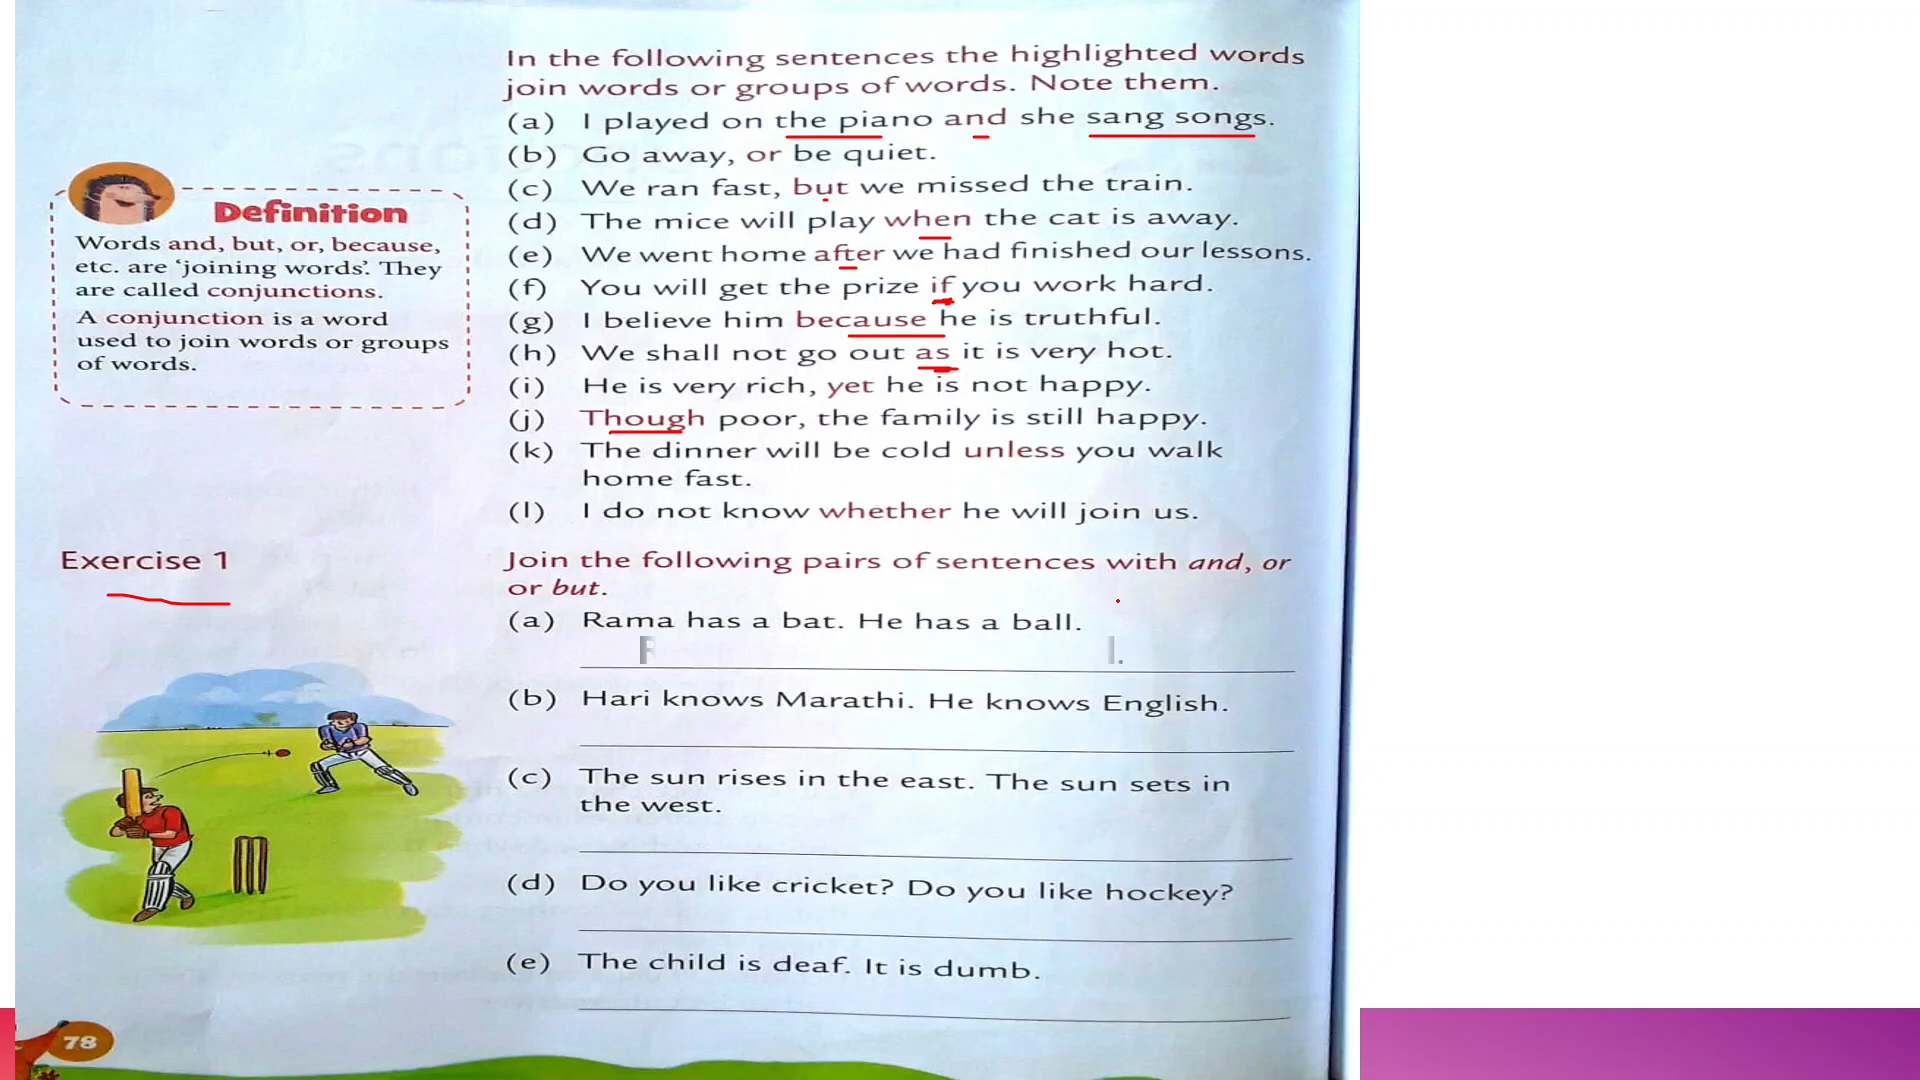 In the following sentences the highlighted words
join words or groups of words. Note them.
(a) I played on the piano and she sang songs.
(b) Go away, or be quiet.
(c) We ran fast, but we missed the train.
(d) The mice will play when the cat is away.
(e) We went home after we had finished our lessons.
(f) You will get the prize if you work hard.
(g) I believe him because he is truthful.
(h) We shall not go out as it is very hot.
(i) He is very rich, yet he is not happy.
(j) Though poor, the family is still happy.
(k) The dinner will be cold unless you walk
home fast.
(l) I do not know whether he will join us.
Definition
Words and, but, or, because,
etc. are ‘joining words’. They
are called conjunctions.
A conjunction is a word
used to join words or groups
of words.
Exercise 1
Join the following pairs of sentences with and, or
or but.
(a) Rama has a bat. He has a ball.
(b) Hari knows Marathi. He knows English.
(c) The sun rises in the east. The sun sets in
the west.
(d) Do you like cricket? Do you like hockey?
(e) The child is deaf. It is dumb.
78